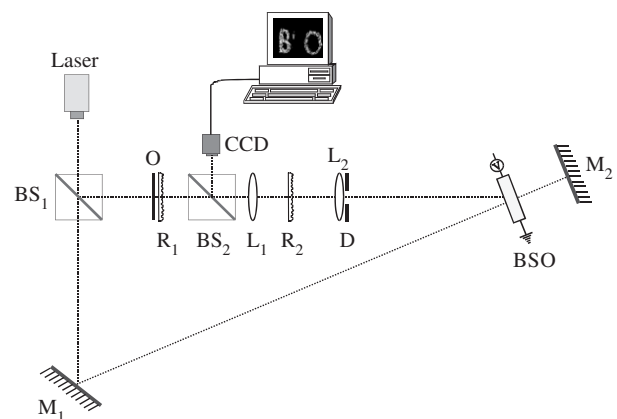 B O
Laser
CCD
O
L₂
V
M₂
BS₁
R₁
BS₂
L₁
R₂
D
BSO
M₁